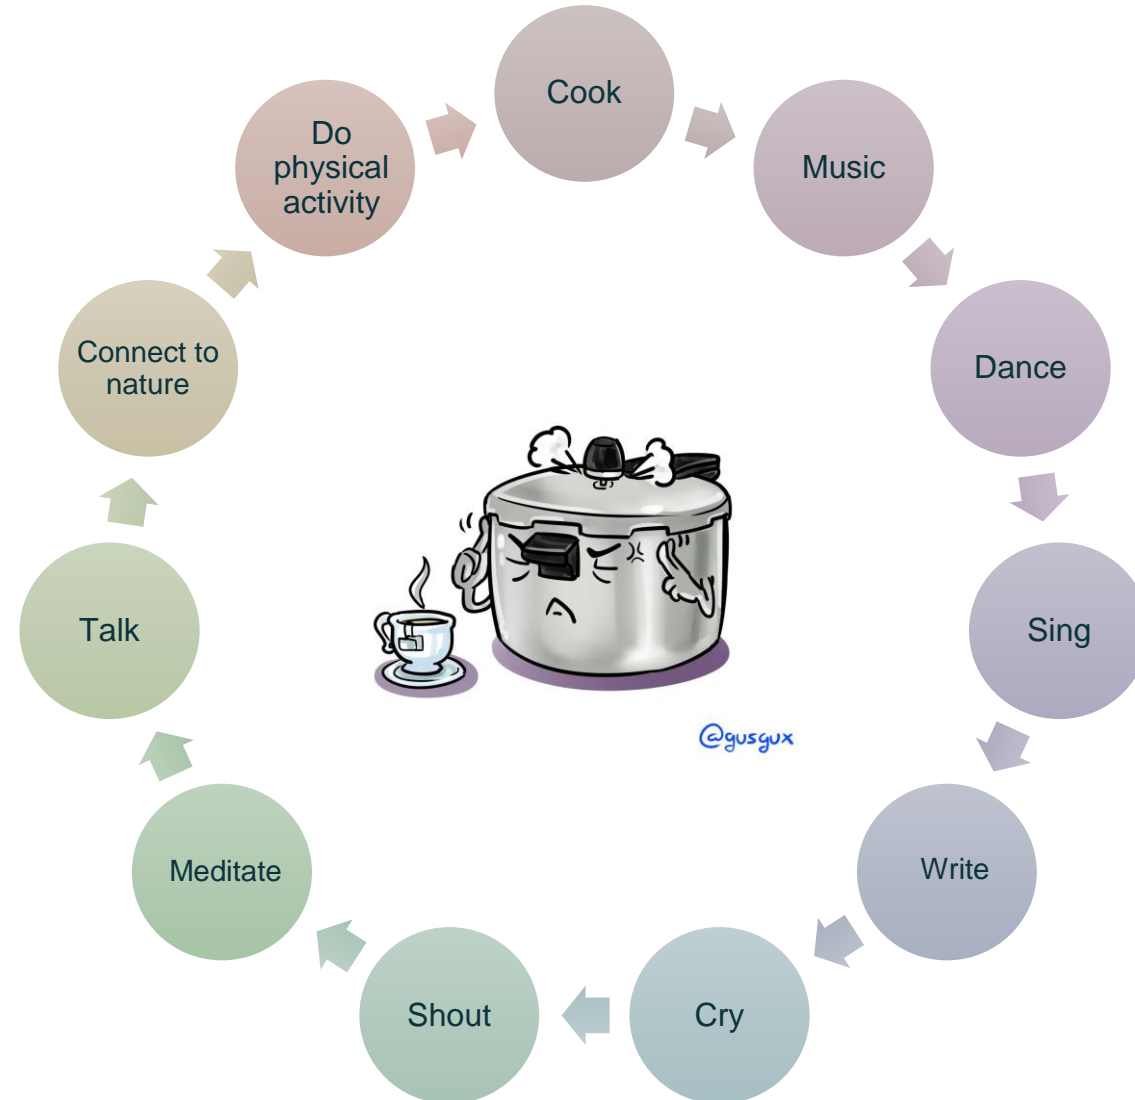 Cook
Music
Dance
Sing
Write
Cry
Shout
Meditate
Talk
Connect to
nature
Do
physical
activity
@gusgux